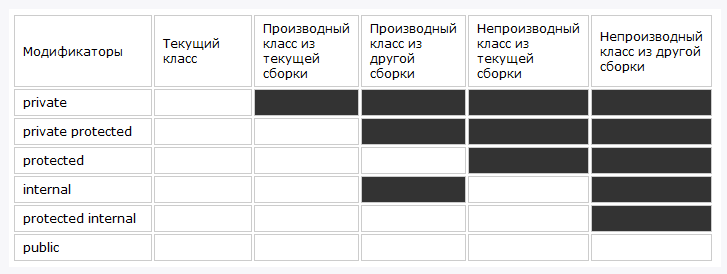 Модификаторы
Текущий
класс
Производный
класс из
текущей
сборки
Производный
класс из
другой
сборки
Непроизводный
класс из
текущей
сборки
Непроизводный
класс из другой
сборки
private
private protected
protected
internal
protected internal
public